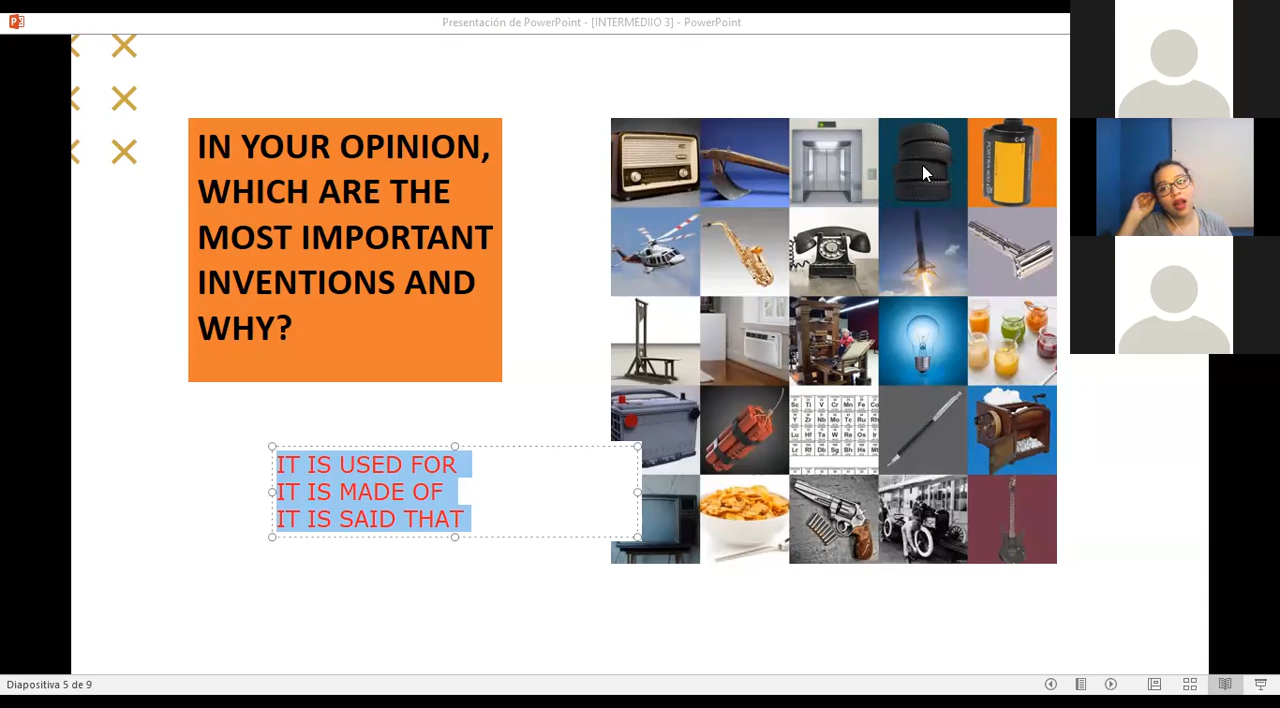 Presentación de PowerPoint - [INTERMEDIIO 3] - PowerPoint
IN YOUR OPINION,
WHICH ARE THE
MOST IMPORTANT
INVENTIONS AND
WHY?
IT IS USED FOR
IT IS MADE OF
IT IS SAID THAT
Diapositiva 5 de 9